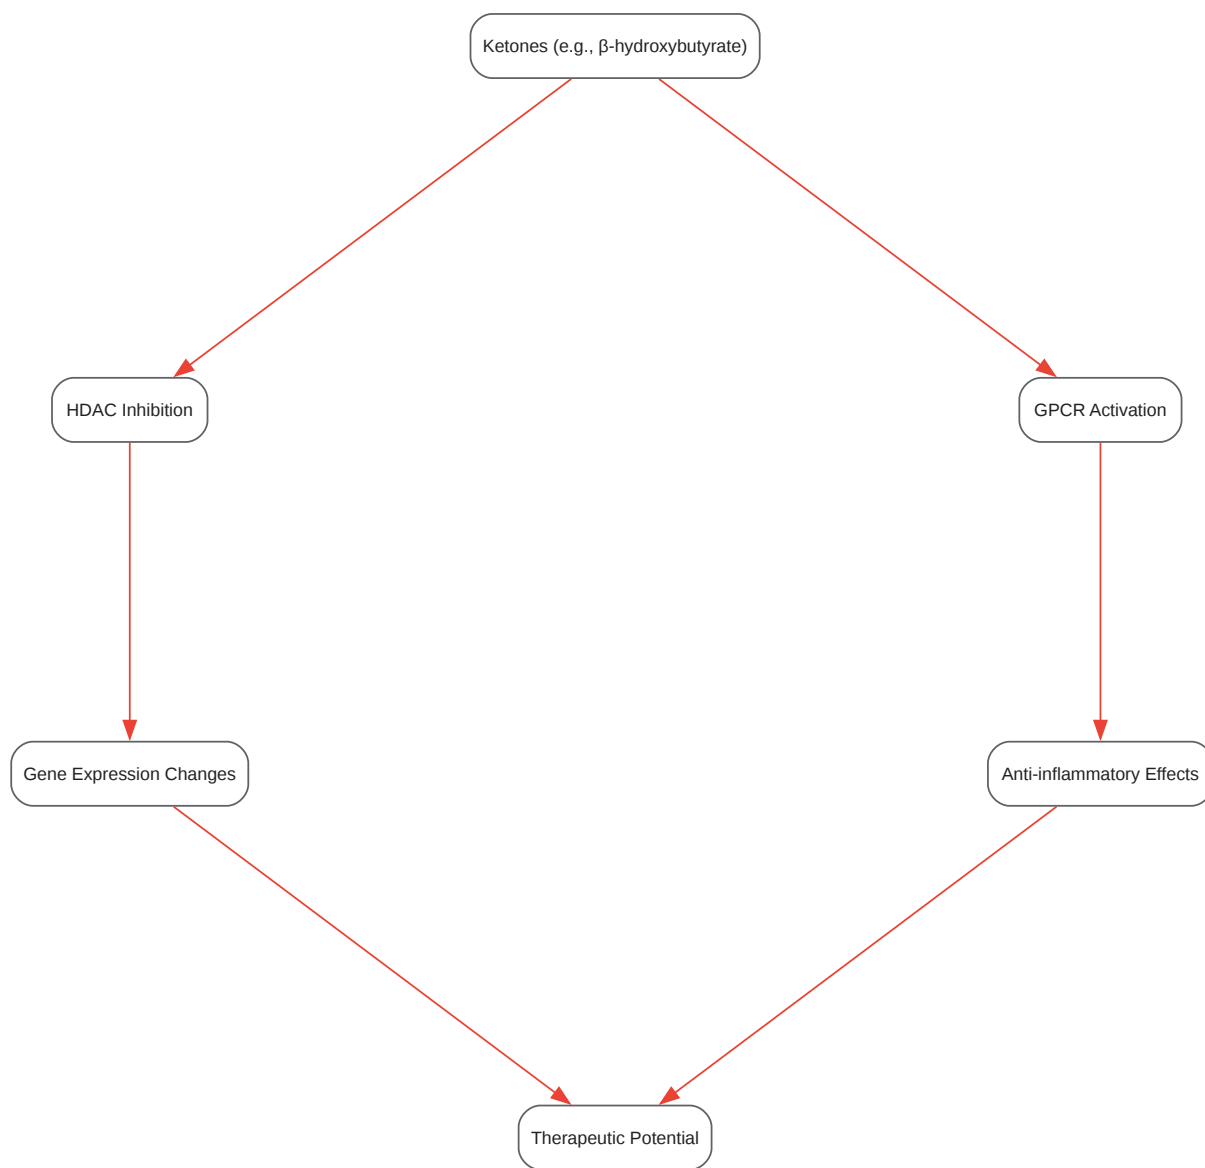 Ketones (e.g., β-hydroxybutyrate)
HDAC Inhibition
GPCR Activation
Gene Expression Changes
Anti-inflammatory Effects
Therapeutic Potential